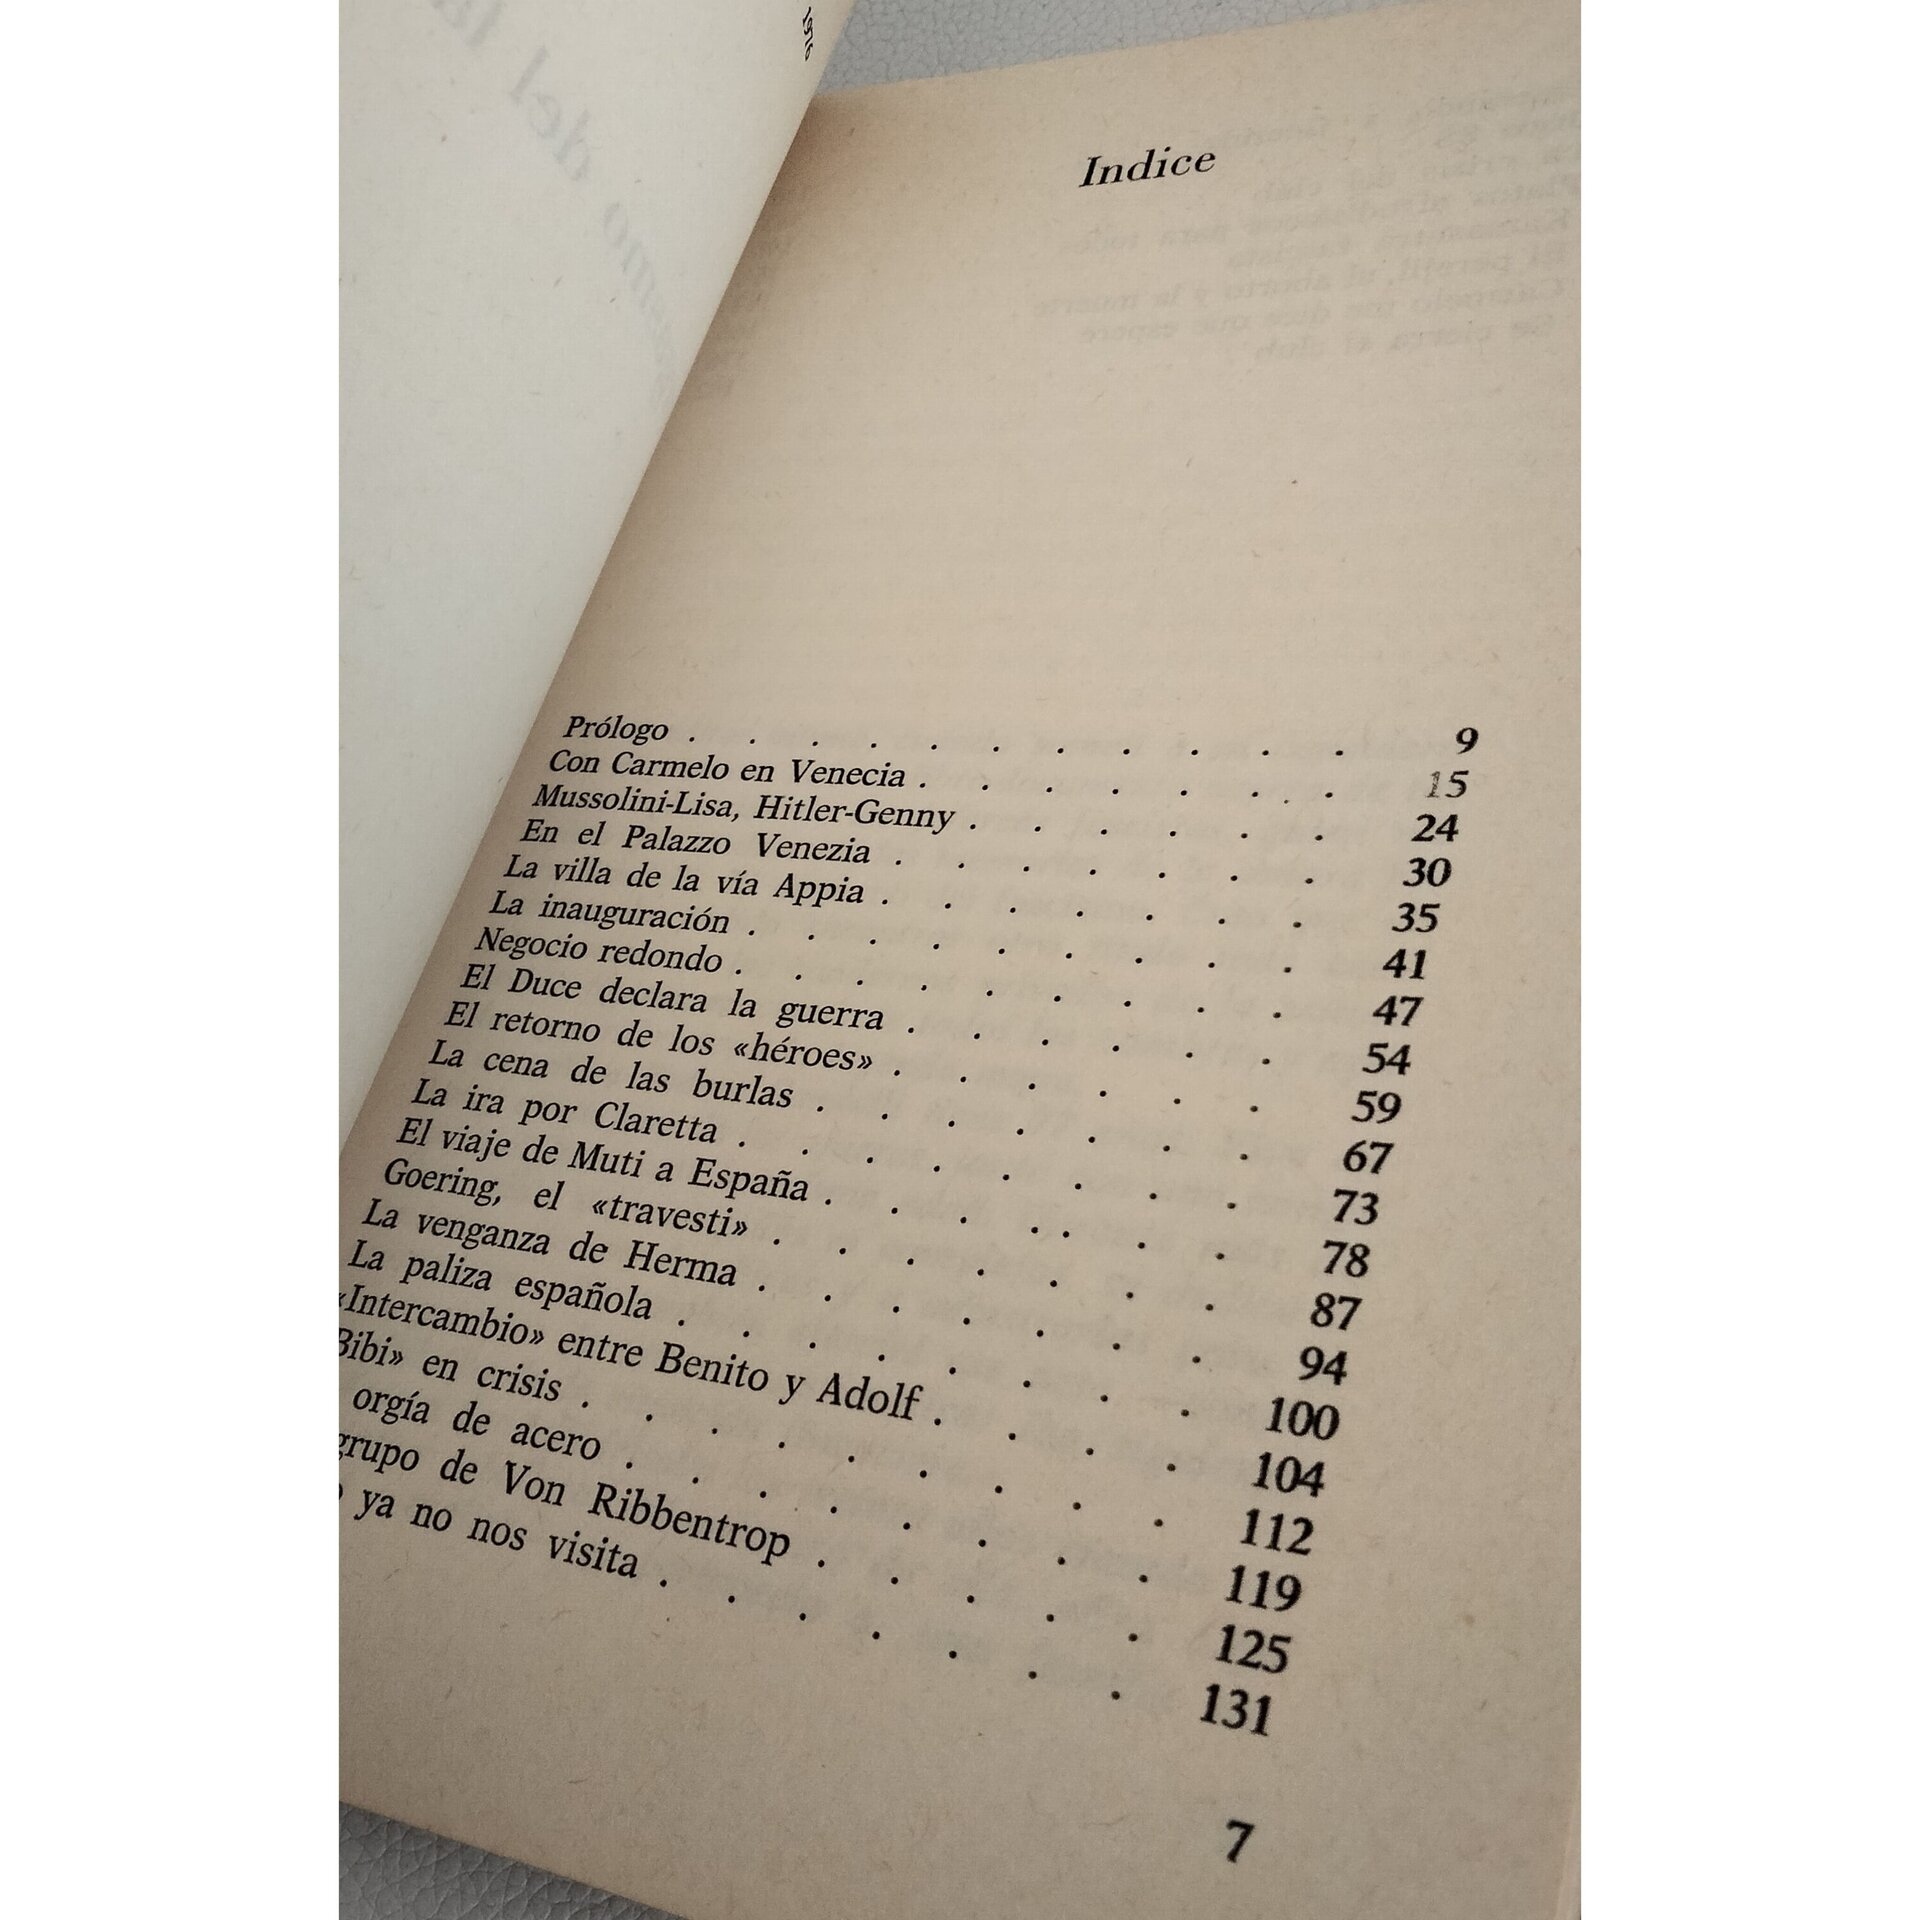 1976
Indice
Prólogo . . . . . . . . . . . 9
Con Carmelo en Venecia . . . . . . . 15
Mussolini-Lisa, Hitler-Genny . . . . . . 24
En el Palazzo Venezia . . . . . . . 30
La villa de la vía Appia . . . . . . . 35
La inauguración . . . . . . . . . 41
Negocio redondo . . . . . . . . . 47
El Duce declara la guerra . . . . . . 54
El retorno de los «héroes» . . . . . . 59
La cena de las burlas . . . . . . . 67
La ira por Claretta . . . . . . . . 73
El viaje de Muti a España . . . . . . 78
Goering, el «travesti» . . . . . . . 87
La venganza de Herma . . . . . . . 94
La paliza española . . . . . . . . 100
«Intercambio» entre Benito y Adolf . . . . 104
Bibi» en crisis . . . . . . . . . 112
orgía de acero . . . . . . . . 119
grupo de Von Ribbentrop . . . . . 125
ya no nos visita . . . . . . . 131
7